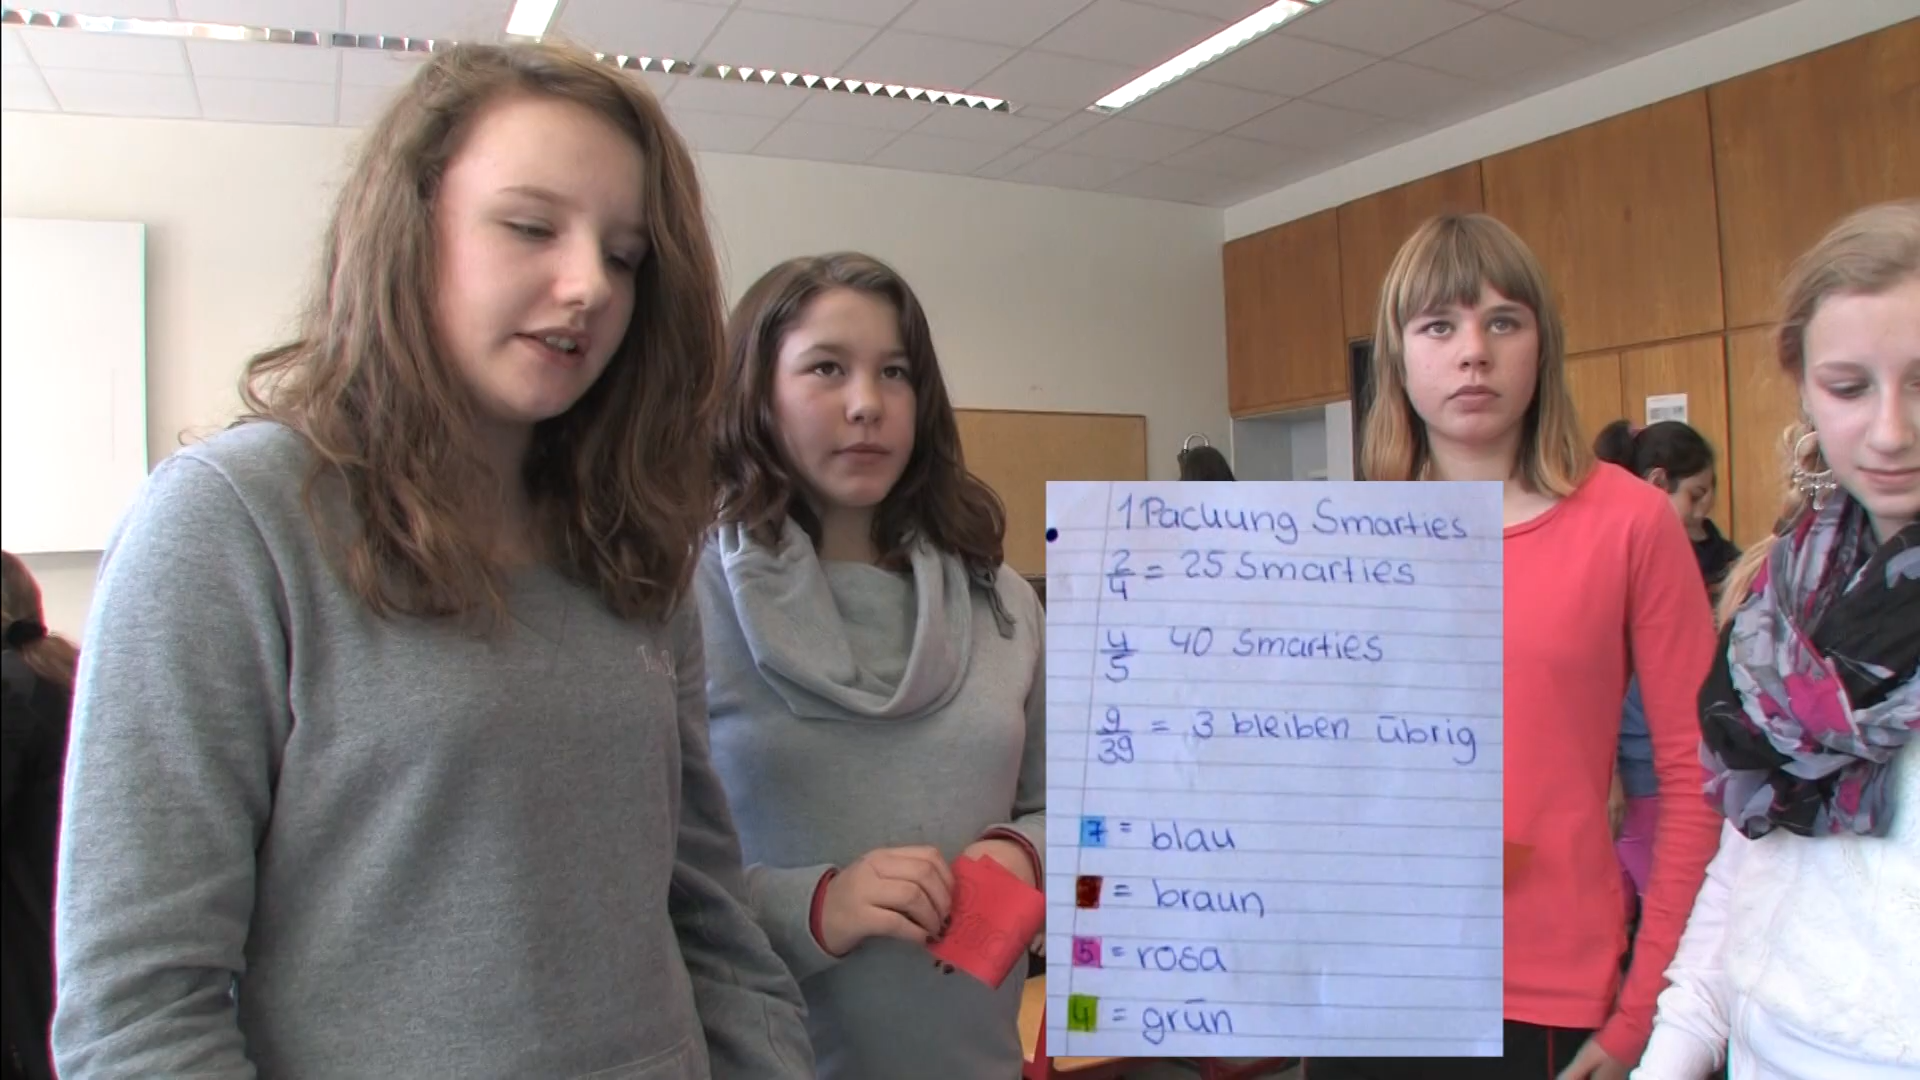 1 Packung Smarties
2/4 = 25 Smarties
4/5 40 Smarties
9/39 = 3 bleiben übrig
7 = blau
= braun
5 = rosa
4 = grün